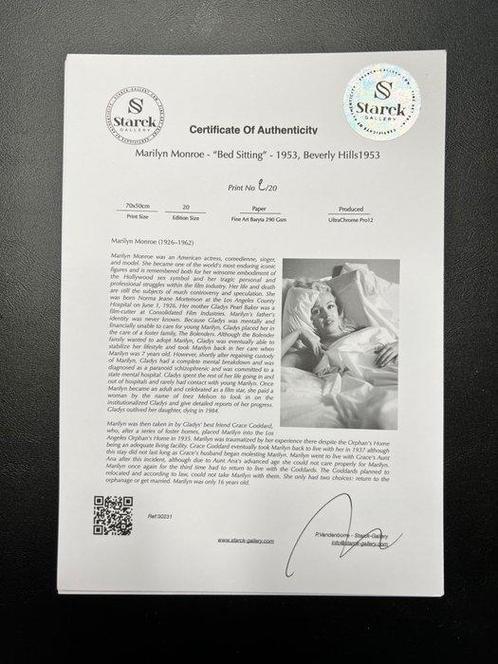 Starck
GALLERY
STARCK-GALLERY.COM
Starck
GALLERY
Certificate Of Authenticity
Marilyn Monroe - “Bed Sitting” - 1953, Beverly Hills1953
Print No /20
70x50cm 20 Paper Produced
Print Size Edition Size Fine Art Baryta 290 Gsm UltraChrome Pro12
Marilyn Monroe (1926–1962)
Marilyn Monroe was an American actress, comedienne, singer,
and model. She became one of the world's most enduring iconic
figures and is remembered both for her winsome embodiment of
the Hollywood sex symbol and her tragic personal and
professional struggles within the film industry. Her life and death
are still the subjects of much controversy and speculation. She
was born Norma Jeane Mortenson at the Los Angeles County
Hospital on June 1, 1926. Her mother Gladys Pearl Baker was a
film-cutter at Consolidated Film Industries. Marilyn's father's
identity was never known. Because Gladys was mentally and
financially unable to care for young Marilyn, Gladys placed her in
the care of a foster family, The Bolenders. Although the Bolender
family wanted to adopt Marilyn, Gladys was eventually able to
stabilize her lifestyle and took Marilyn back in her care when
Marilyn was 7 years old. However, shortly after regaining custody
of Marilyn, Gladys had a complete mental breakdown and was
diagnosed as a paranoid schizophrenic and was committed to a
state mental hospital. Gladys spent the rest of her life going in and
out of hospitals and rarely had contact with young Marilyn. Once
Marilyn became an adult and celebrated as a film star, she paid a
woman by the name of Inez Melson to look in on the
institutionalized Gladys and give detailed reports of her progress.
Gladys outlived her daughter, dying in 1984.
Marilyn was then taken in by Gladys' best friend Grace Goddard,
who, after a series of foster homes, placed Marilyn into the Los
Angeles Orphan's Home in 1935. Marilyn was traumatized by her experience there despite the Orphan's Home
being an adequate living facility. Grace Goddard eventually took Marilyn back to live with her in 1937 although
this stay did not last long as Grace's husband began molesting Marilyn. Marilyn went to live with Grace's Aunt
Ana after this incident, although due to Aunt Ana's advanced age she could not care properly for Marilyn.
Marilyn once again for the third time had to return to live with the Goddards. The Goddards planned to
relocated and according to law, could not take Marilyn with them. She only had two choices: return to the
orphanage or get married. Marilyn was only 16 years old.
Ref:S0231
www.starck-gallery.com
P.Vandenborre - Starck-Gallery
info@starck-gallery.com